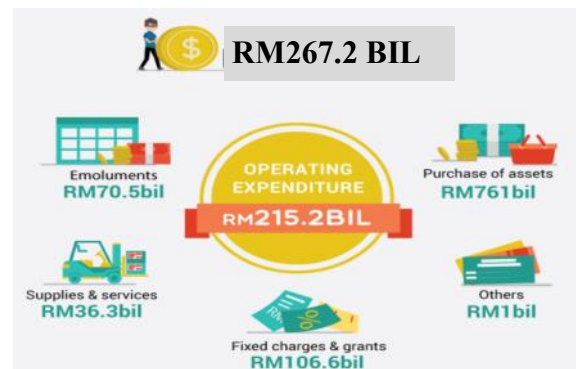 RM267.2 BIL
Emoluments
RM70.5bil
OPERATING
EXPENDITURE
RM215.2BIL
Purchase of assets
RM761bil
Supplies & services
RM36.3bil
Fixed charges & grants
RM106.6bil
Others
RM1bil